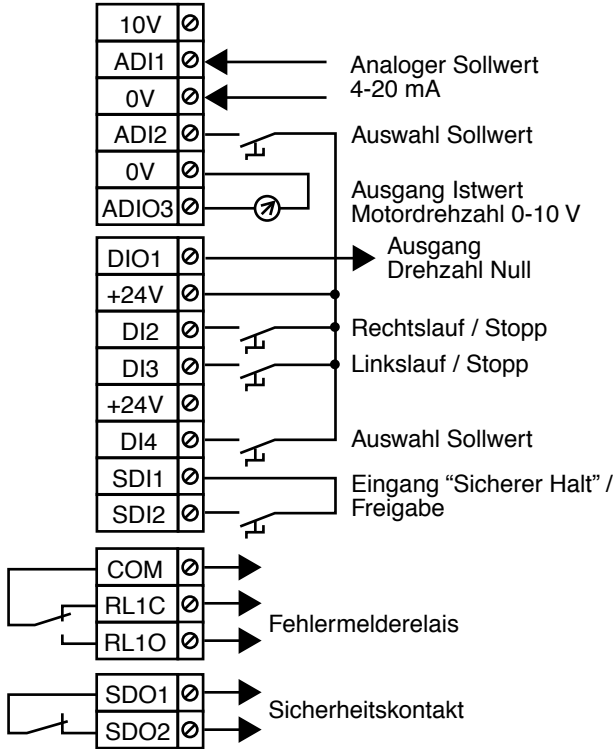 10V
ADI1
Analoger Sollwert
0V
4-20 mA
ADI2
Auswahl Sollwert
0V
Ausgang Istwert
ADIO3
Motordrehzahl 0-10 V
DIO1
Ausgang
Drehzahl Null
+24V
DI2
Rechtslauf / Stopp
DI3
Linkslauf / Stopp
+24V
DI4
Auswahl Sollwert
SDI1
Eingang “Sicherer Halt” /
SDI2
Freigabe
COM
RL1C
Fehlermelderelais
RL1O
SDO1
Sicherheitskontakt
SDO2